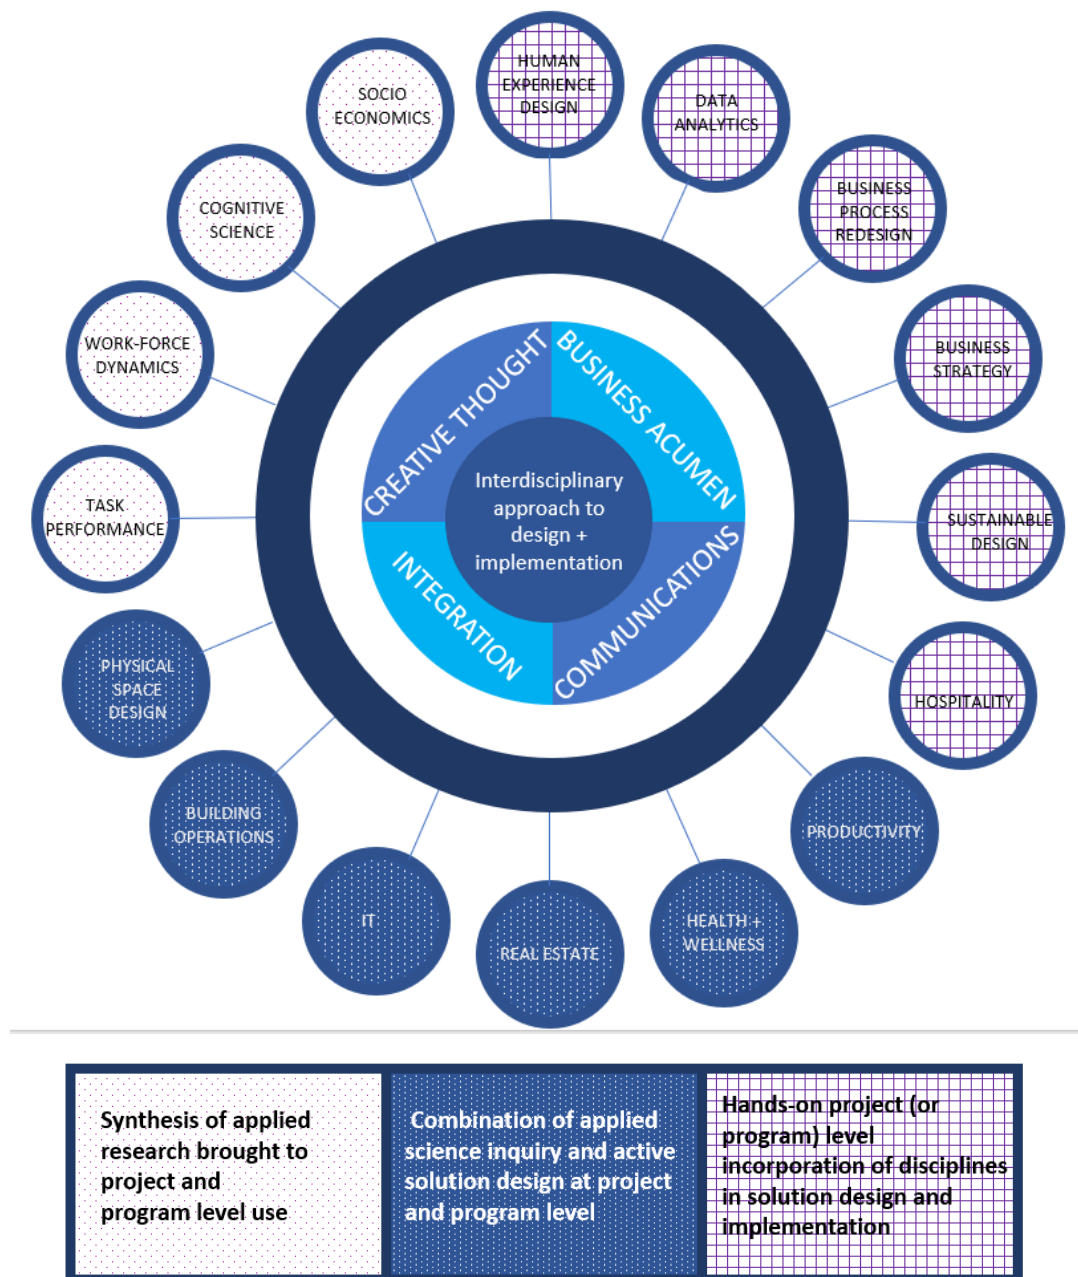 HUMAN
EXPERIENCE
DESIGN
DATA
ANALYTICS
BUSINESS
PROCESS
REDESIGN
BUSINESS
STRATEGY
SUSTAINABLE
DESIGN
HOSPITALITY
PRODUCTIVITY
HEALTH +
WELLNESS
REAL ESTATE
IT
BUILDING
OPERATIONS
PHYSICAL
SPACE
DESIGN
TASK
PERFORMANCE
WORK-FORCE
DYNAMICS
COGNITIVE
SCIENCE
SOCIO
ECONOMICS
CREATIVE THOUGHT
BUSINESS ACUMEN
COMMUNICATIONS
INTEGRATION
Interdisciplinary
approach to
design +
implementation
Synthesis of applied
research brought to
project and
program level use
Combination of applied
science inquiry and active
solution design at project
and program level
Hands-on project (or
program) level
incorporation of disciplines
in solution design and
implementation